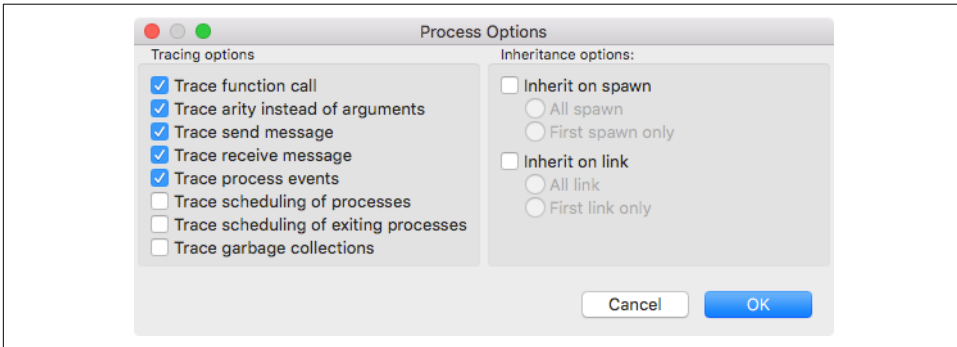 Process Options
Tracing options
Trace function call
Trace arity instead of arguments
Trace send message
Trace receive message
Trace process events
Trace scheduling of processes
Trace scheduling of exiting processes
Trace garbage collections
Inheritance options:
Inherit on spawn
All spawn
First spawn only
Inherit on link
All link
First link only
Cancel
OK